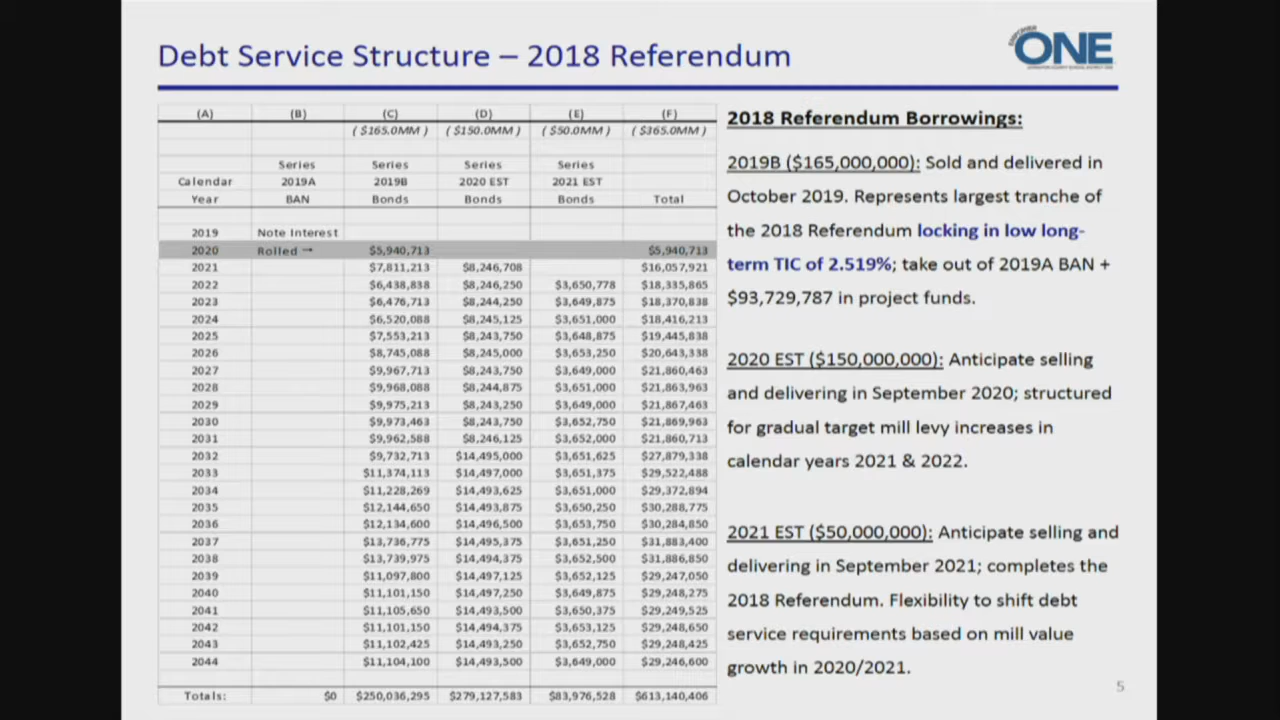 Debt Service Structure – 2018 Referendum
ONE
(A) (B) (C) (D) (E) (F)
( $165.0MM ) ( $150.0MM ) ( $50.0MM ) ( $365.0MM )
Series Series Series Series
Calendar 2019A 2019B 2020 EST 2021 EST
Year BAN Bonds Bonds Bonds Total
2019 Note Interest
2020 Rolled → $5,940,713 $5,940,713
2021 $7,811,213 $8,246,708 $16,057,921
2022 $6,438,838 $8,246,250 $3,650,778 $18,335,865
2023 $6,476,713 $8,244,250 $3,649,875 $18,370,838
2024 $6,520,088 $8,245,125 $3,651,000 $18,416,213
2025 $7,553,213 $8,243,750 $3,648,875 $19,445,838
2026 $8,745,088 $8,245,000 $3,653,250 $20,643,338
2027 $9,967,713 $8,243,750 $3,649,000 $21,860,463
2028 $9,968,088 $8,244,875 $3,651,000 $21,863,963
2029 $9,975,213 $8,243,250 $3,649,000 $21,867,463
2030 $9,973,463 $8,243,750 $3,652,750 $21,869,963
2031 $9,962,588 $8,246,125 $3,652,000 $21,860,713
2032 $9,732,713 $14,495,000 $3,651,625 $27,879,338
2033 $11,374,113 $14,497,000 $3,651,375 $29,522,488
2034 $11,228,269 $14,493,625 $3,651,000 $29,372,894
2035 $12,144,650 $14,493,875 $3,650,250 $30,288,775
2036 $12,134,600 $14,496,500 $3,653,750 $30,284,850
2037 $13,736,775 $14,495,375 $3,651,250 $31,883,400
2038 $13,739,975 $14,494,375 $3,652,500 $31,886,850
2039 $11,097,800 $14,497,125 $3,652,125 $29,247,050
2040 $11,101,150 $14,497,250 $3,649,875 $29,248,275
2041 $11,105,650 $14,493,500 $3,650,375 $29,249,525
2042 $11,101,150 $14,494,375 $3,653,125 $29,248,650
2043 $11,102,425 $14,493,250 $3,652,750 $29,248,425
2044 $11,104,100 $14,493,500 $3,649,000 $29,246,600
Totals: $0 $250,036,295 $279,127,583 $83,976,528 $613,140,406
2018 Referendum Borrowings:
2019B ($165,000,000): Sold and delivered in
October 2019. Represents largest tranche of
the 2018 Referendum locking in low long-
term TIC of 2.519%; take out of 2019A BAN +
$93,729,787 in project funds.
2020 EST ($150,000,000): Anticipate selling
and delivering in September 2020; structured
for gradual target mill levy increases in
calendar years 2021 & 2022.
2021 EST ($50,000,000): Anticipate selling and
delivering in September 2021; completes the
2018 Referendum. Flexibility to shift debt
service requirements based on mill value
growth in 2020/2021.
5